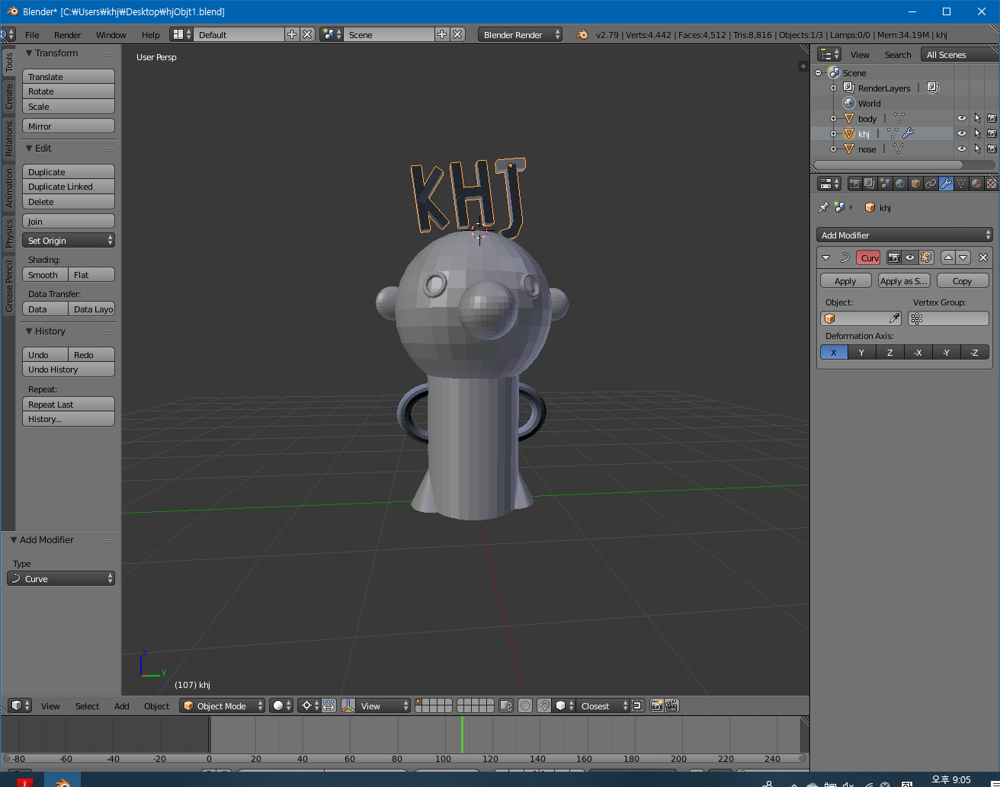 Blender* [C:₩Users₩khj₩Desktop₩hjObjt1.blend]
File Render Window Help Default Scene Blender Render v2.79 | Verts:4,442 | Faces:4,512 | Tris:8,816 | Objects:1/3 | Lamps:0/0 | Mem:34.19M | khj
Tools
Create
Relations
Animation
Physics
Grease Pencil
Transform
Translate
Rotate
Scale
Mirror
Edit
Duplicate
Duplicate Linked
Delete
Join
Set Origin
Shading:
Smooth Flat
Data Transfer:
Data Data Layo
History
Undo Redo
Undo History
Repeat:
Repeat Last
History...
Add Modifier
Type
Curve
User Persp
KHJ
z
y
(107) khj
View Search All Scenes
Scene
RenderLayers |
World
body |
khj |
nose |
khj
Add Modifier
Curv
Apply Apply as S... Copy
Object: Vertex Group:
Deformation Axis:
X Y Z -X -Y -Z
View Select Add Object Object Mode View Closest
-80 -60 -40 -20 0 20 40 60 80 100 120 140 160 180 200 220 240
오후 9:05